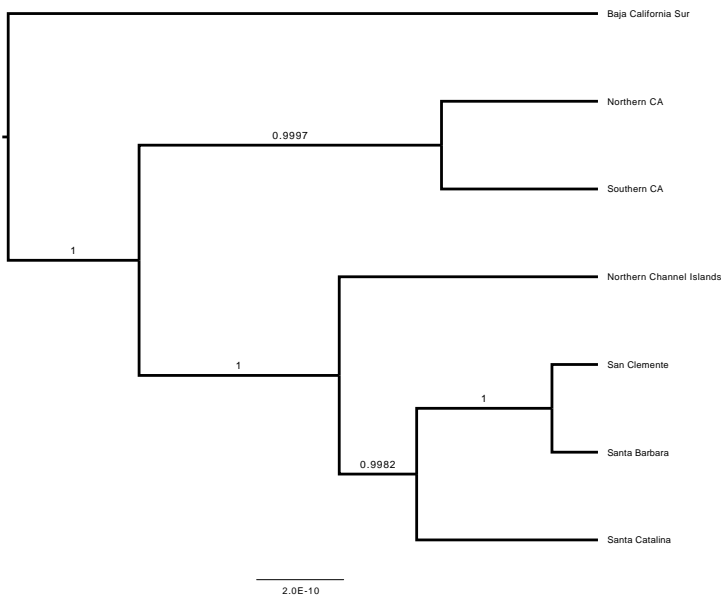 Baja California Sur
Northern CA
0.9997
Southern CA
1
Northern Channel Islands
1
San Clemente
1
Santa Barbara
0.9982
Santa Catalina
2.0E-10